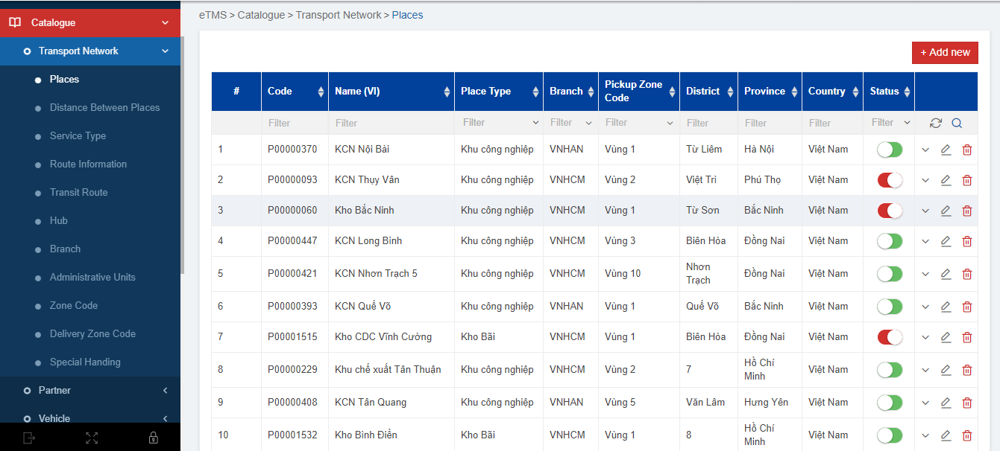 Catalogue
Transport Network
Places
Distance Between Places
Service Type
Route Information
Transit Route
Hub
Branch
Administrative Units
Zone Code
Delivery Zone Code
Special Handing
Partner
Vehicle
eTMS > Catalogue > Transport Network > Places
+ Add new
# Code Name (VI) Place Type Branch Pickup Zone Code District Province Country Status
Filter Filter Filter Filter Filter Filter Filter Filter Filter
1 P00000370 KCN Nội Bài Khu công nghiệp VNHAN Vùng 1 Từ Liêm Hà Nội Việt Nam
2 P00000093 KCN Thụy Vân Khu công nghiệp VNHCM Vùng 2 Việt Trì Phú Thọ Việt Nam
3 P00000060 Kho Bắc Ninh Khu công nghiệp VNHCM Vùng 1 Từ Sơn Bắc Ninh Việt Nam
4 P00000447 KCN Long Bình Khu công nghiệp VNHCM Vùng 3 Biên Hòa Đồng Nai Việt Nam
5 P00000421 KCN Nhơn Trạch 5 Khu công nghiệp VNHCM Vùng 10 Nhơn Trạch Đồng Nai Việt Nam
6 P00000393 KCN Quế Võ Khu công nghiệp VNHAN Vùng 1 Quế Võ Bắc Ninh Việt Nam
7 P00001515 Kho CDC Vĩnh Cường Kho Bãi VNHCM Vùng 1 Biên Hòa Đồng Nai Việt Nam
8 P00000229 Khu chế xuất Tân Thuận Khu công nghiệp VNHCM Vùng 2 7 Hồ Chí Minh Việt Nam
9 P00000408 KCN Tân Quang Khu công nghiệp VNHAN Vùng 5 Văn Lâm Hưng Yên Việt Nam
10 P00001532 Kho Bình Điền Kho Bãi VNHCM Vùng 1 8 Hồ Chí Minh Việt Nam